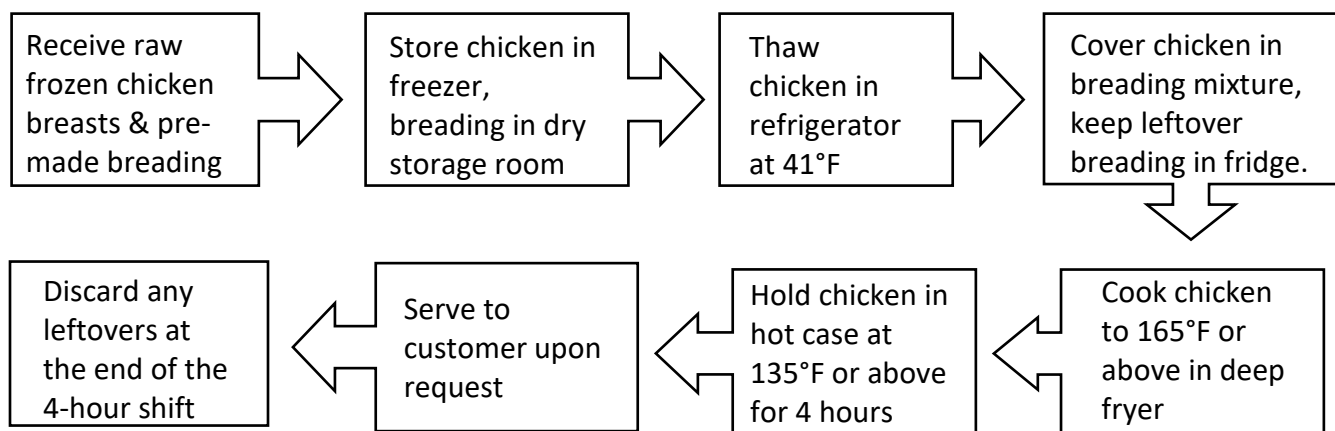 Receive raw
frozen chicken
breasts & pre-
made breading
Store chicken in
freezer,
breading in dry
storage room
Thaw
chicken in
refrigerator
at 41°F
Cover chicken in
breading mixture,
keep leftover
breading in fridge.
Cook chicken
to 165°F or
above in deep
fryer
Hold chicken in
hot case at
135°F or above
for 4 hours
Serve to
customer upon
request
Discard any
leftovers at
the end of the
4-hour shift